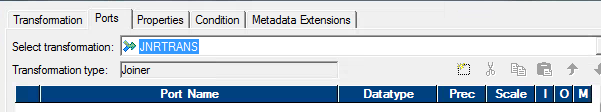 Transformation Ports Properties Condition Metadata Extensions
Select transformation: JNRTRANS
Transformation type: Joiner
Port Name Datatype Prec Scale I O M